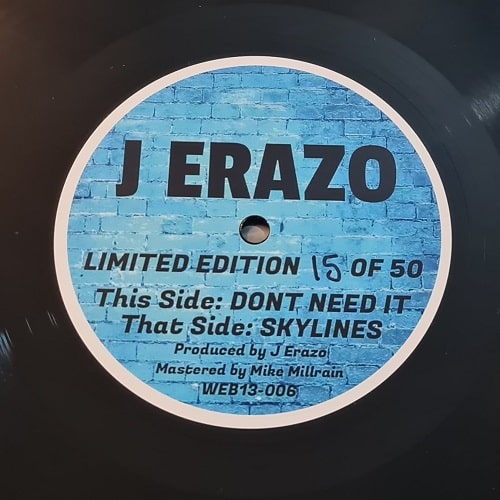 J ERAZO
LIMITED EDITION 15 OF 50
This Side: DONT NEED IT
That Side: SKYLINES
Produced by J Erazo
Mastered by Mike Millrain
WEB13-006